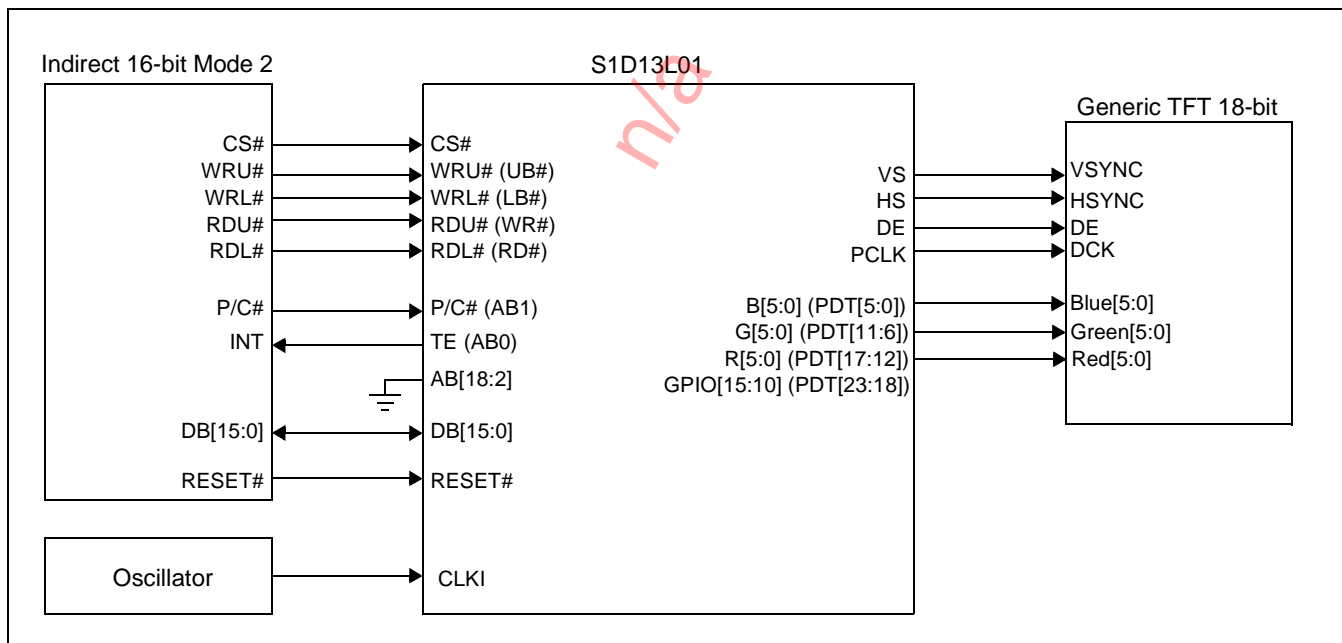 Indirect 16-bit Mode 2
CS#
WRU#
WRL#
RDU#
RDL#
P/C#
INT
DB[15:0]
RESET#
Oscillator
S1D13L01
n/a
CS#
WRU# (UB#)
WRL# (LB#)
RDU# (WR#)
RDL# (RD#)
P/C# (AB1)
TE (AB0)
AB[18:2]
DB[15:0]
RESET#
CLKI
VS
HS
DE
PCLK
B[5:0] (PDT[5:0])
G[5:0] (PDT[11:6])
R[5:0] (PDT[17:12])
GPIO[15:10] (PDT[23:18])
Generic TFT 18-bit
VSYNC
HSYNC
DE
DCK
Blue[5:0]
Green[5:0]
Red[5:0]